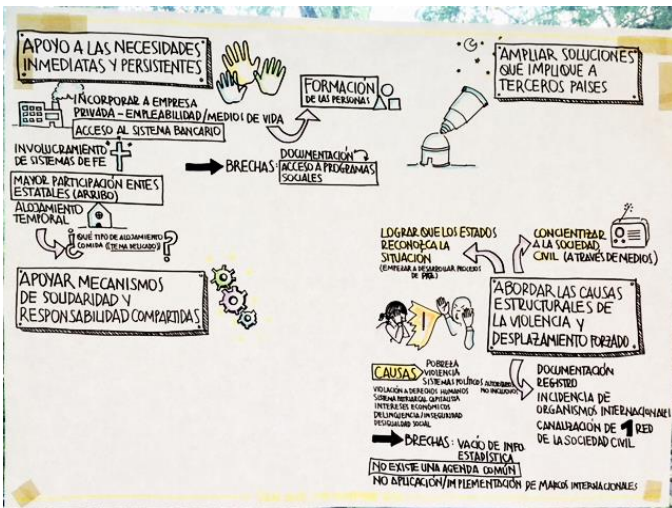 APOYO A LAS NECESIDADES
INMEDIATAS Y PERSISTENTES
INCORPORAR A EMPRESA
PRIVADA - EMPLEABILIDAD/MEDIOS DE VIDA
ACCESO AL SISTEMA BANCARIO
FORMACIÓN
DE LAS PERSONAS
INVOLUCRAMIENTO
DE SISTEMAS DE FE
BRECHAS:
DOCUMENTACIÓN
ACCESO A PROGRAMAS
SOCIALES
MAYOR PARTICIPACIÓN ENTES
ESTATALES (ARRIBO)
ALOJAMIENTO
TEMPORAL
¿QUÉ TIPO DE ALOJAMIENTO
COMIDA (TEMA DELICADO)?
APOYAR MECANISMOS
DE SOLIDARIDAD Y
RESPONSABILIDAD COMPARTIDAS
AMPLIAR SOLUCIONES
QUE IMPLIQUE A
TERCEROS PAISES
LOGRAR QUE LOS ESTADOS
RECONOZCA LA
SITUACIÓN
(EMPEZAR A DESARROLLAR PROCESOS
DE PAZ)
CONCIENTIZAR
A LA SOCIEDAD
CIVIL (A TRAVÉS DE MEDIOS)
ABORDAR LAS CAUSAS
ESTRUCTURALES DE
LA VIOLENCIA Y
DESPLAZAMIENTO FORZADO
CAUSAS
POBREZA
VIOLENCIA
SISTEMAS POLÍTICOS
NO INCLUSIVOS
VIOLACIÓN A DERECHOS HUMANOS
SISTEMA PATRIARCAL CAPITALISTA
INTERESES ECONÓMICOS
DELINCUENCIA/INSEGURIDAD
DESIGUALDAD SOCIAL
DOCUMENTACIÓN
REGISTRO
INCIDENCIA DE
ORGANISMOS INTERNACIONALES
CANALIZACIÓN DE 1 RED
DE LA SOCIEDAD CIVIL
BRECHAS: VACÍO DE INFO
ESTADÍSTICA
NO EXISTE UNA AGENDA COMÚN
NO APLICACIÓN/IMPLEMENTACIÓN DE MARCOS INTERNACIONALES